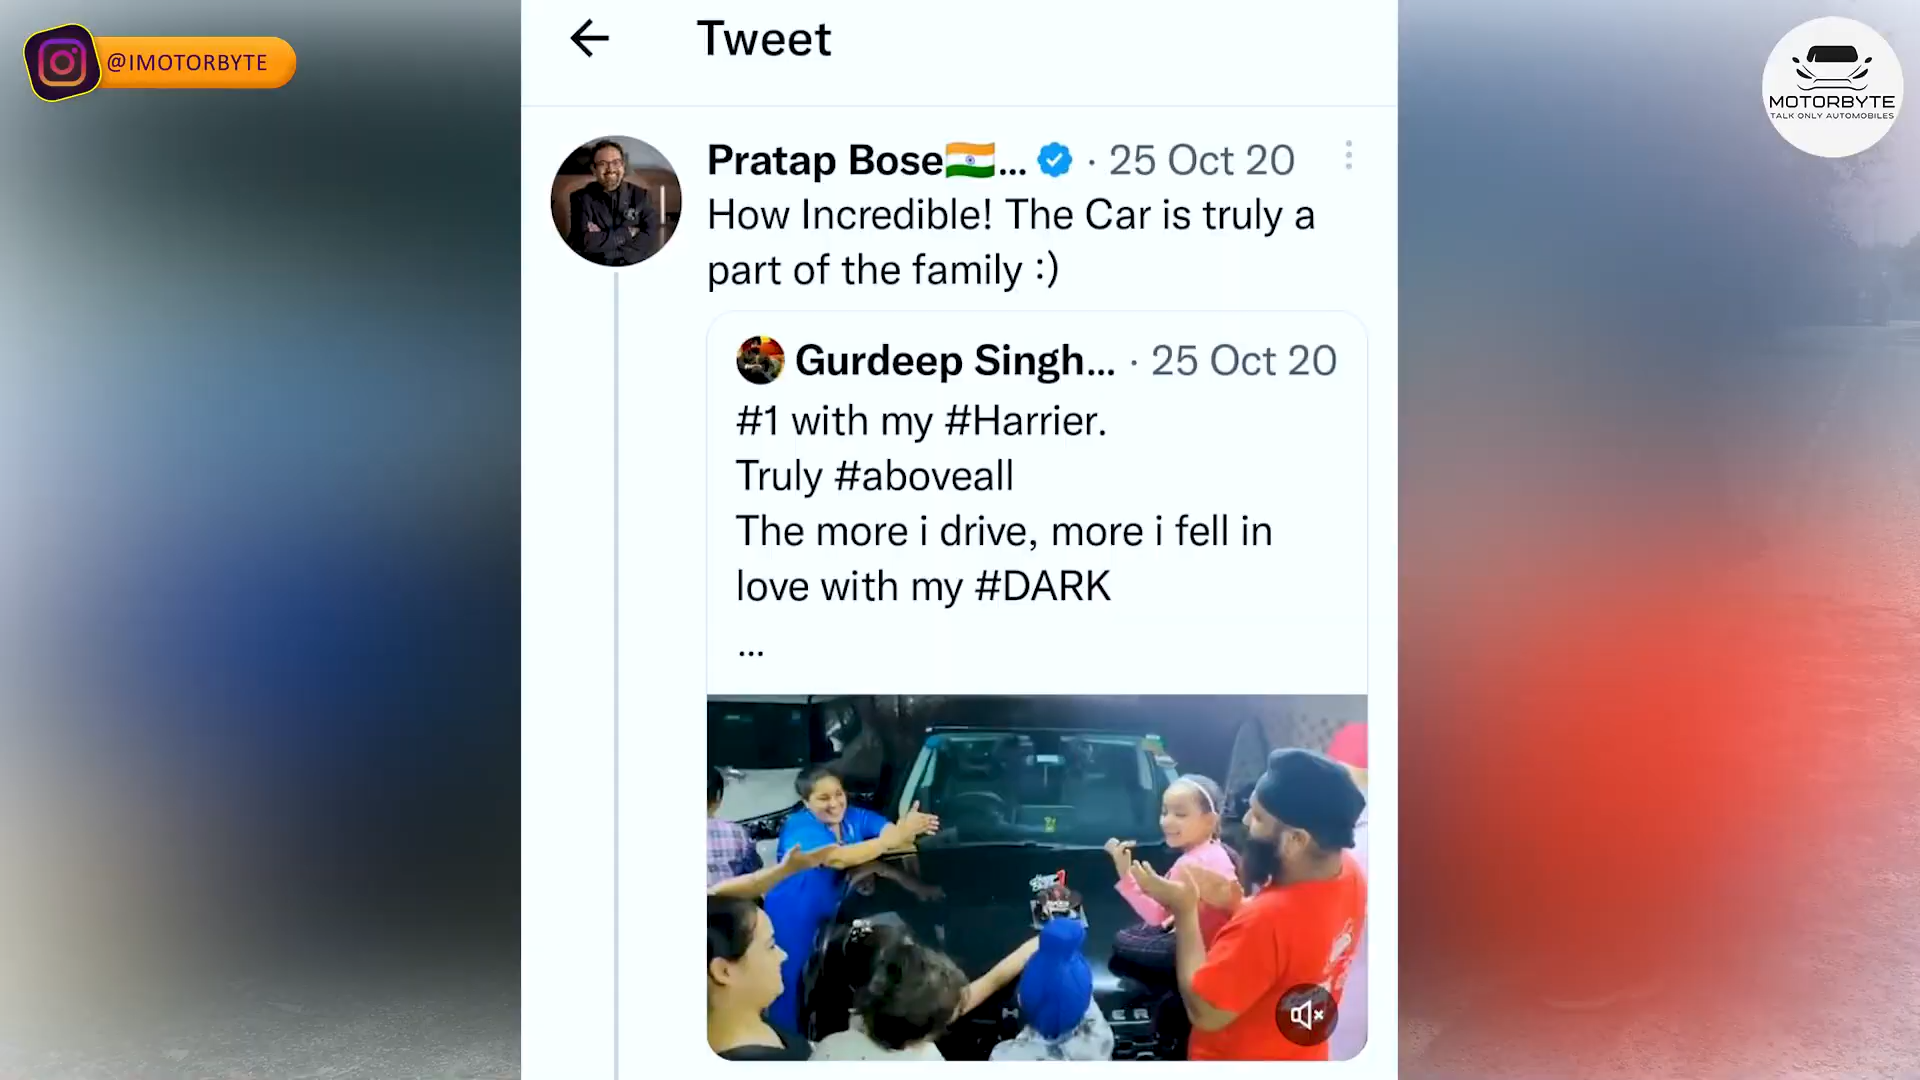 @IMOTORBYTE
Tweet
MOTORBYTE
TALK ONLY AUTOMOBILES
Pratap Bose🇮🇳... · 25 Oct 20
How Incredible! The Car is truly a
part of the family :)
Gurdeep Singh... · 25 Oct 20
#1 with my #Harrier.
Truly #aboveall
The more i drive, more i fell in
love with my #DARK
...